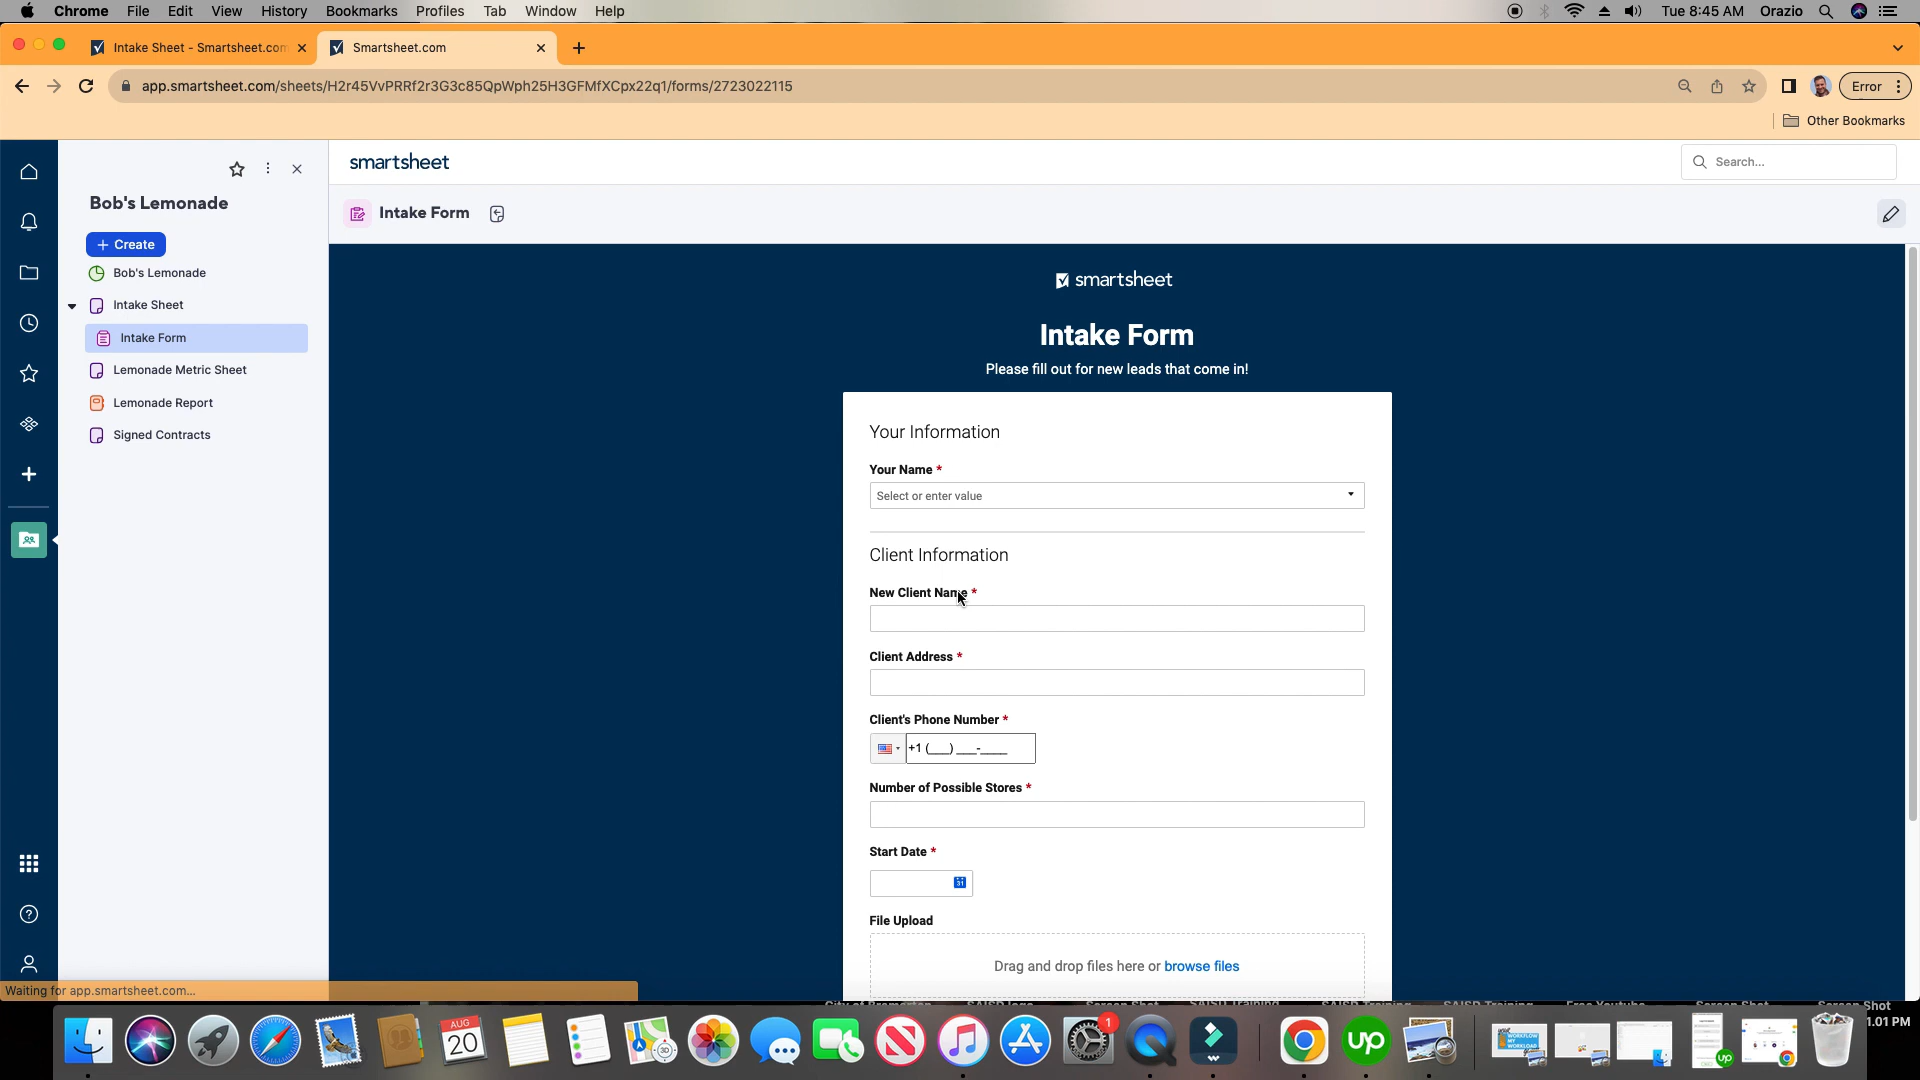 Chrome File Edit View History Bookmarks Profiles Tab Window Help Tue 8:45 AM Orazio
Intake Sheet - Smartsheet.com Smartsheet.com
app.smartsheet.com/sheets/H2r45VvPRRf2r3G3c85QpWph25H3GFMfXCpx22q1/forms/2723022115 Error
Other Bookmarks
smartsheet Search...
Bob's Lemonade
Intake Form
Create
Bob's Lemonade
Intake Sheet
Intake Form
Lemonade Metric Sheet
Lemonade Report
Signed Contracts
smartsheet
Intake Form
Please fill out for new leads that come in!
Your Information
Your Name *
Select or enter value
Client Information
New Client Name *
Client Address *
Client's Phone Number *
+1 (___) ___-____
Number of Possible Stores *
Start Date *
31
File Upload
Drag and drop files here or browse files
Waiting for app.smartsheet.com...
AUG
20
3D
1
up
1.01 PM